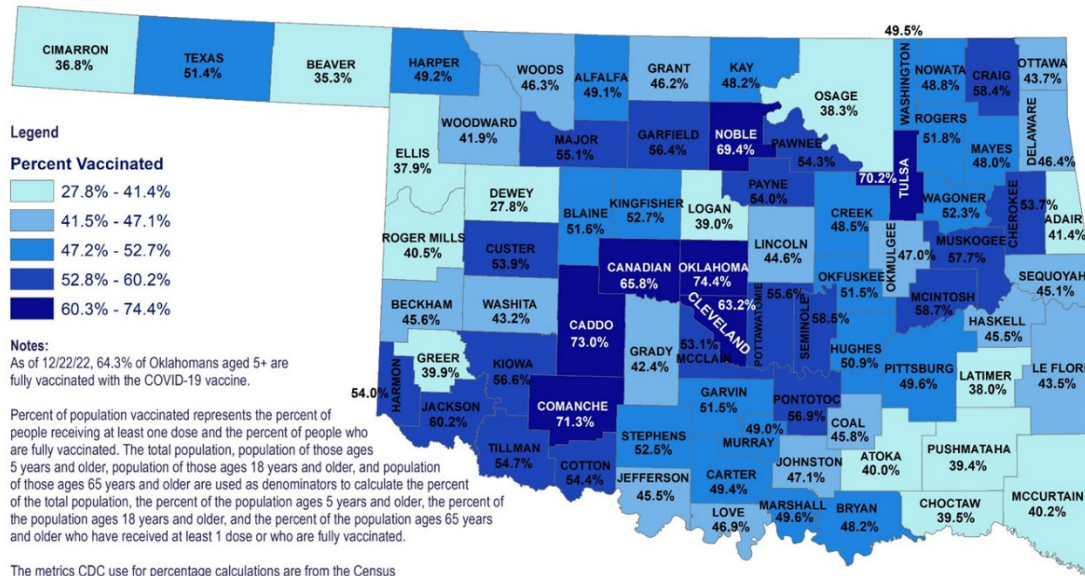 49.5%
CIMARRON
36.8%
TEXAS
51.4%
BEAVER
35.3%
HARPER
49.2%
WOODS
46.3%
ALFALFA
49.1%
GRANT
46.2%
KAY
48.2%
OSAGE
38.3%
WASHINGTON
NOWATA
48.8%
CRAIG
58.4%
OTTAWA
43.7%
WOODWARD
41.9%
MAJOR
55.1%
GARFIELD
56.4%
NOBLE
69.4%
PAWNEE
54.3%
ROGERS
51.8%
MAYES
48.0%
DELAWARE
46.4%
Legend
Percent Vaccinated
27.8% - 41.4%
41.5% - 47.1%
47.2% - 52.7%
52.8% - 60.2%
60.3% - 74.4%
ELLIS
37.9%
DEWEY
27.8%
BLAINE
51.6%
KINGFISHER
52.7%
LOGAN
39.0%
PAYNE
54.0%
70.2%
TULSA
CREEK
48.5%
WAGONER
52.3%
CHEROKEE
53.7%
ADAIR
41.4%
ROGER MILLS
40.5%
CUSTER
53.9%
CANADIAN
65.8%
OKLAHOMA
74.4%
LINCOLN
44.6%
OKMULGEE
47.0%
MUSKOGEE
57.7%
SEQUOYAH
45.1%
BECKHAM
45.6%
WASHITA
43.2%
CADDO
73.0%
GRADY
42.4%
CLEVELAND
63.2%
53.1%
MCCLAIN
POTTAWATOMIE
55.6%
SEMINOLE
58.5%
OKFUSKEE
51.5%
MCINTOSH
58.7%
HASKELL
45.5%
Notes:
As of 12/22/22, 64.3% of Oklahomans aged 5+ are
fully vaccinated with the COVID-19 vaccine.
GREER
39.9%
KIOWA
56.6%
HUGHES
50.9%
PITTSBURG
49.6%
LATIMER
38.0%
LE FLORE
43.5%
54.0%
HARMON
JACKSON
60.2%
COMANCHE
71.3%
GARVIN
51.5%
PONTOTOC
56.9%
COAL
45.8%
PUSHMATAHA
39.4%
TILLMAN
54.7%
COTTON
54.4%
STEPHENS
52.5%
49.0%
MURRAY
JOHNSTON
47.1%
ATOKA
40.0%
MCCURTAIN
40.2%
JEFFERSON
45.5%
CARTER
49.4%
LOVE
46.9%
MARSHALL
49.6%
BRYAN
48.2%
CHOCTAW
39.5%
Percent of population vaccinated represents the percent of
people receiving at least one dose and the percent of people who
are fully vaccinated. The total population, population of those ages
5 years and older, population of those ages 18 years and older, and population
of those ages 65 years and older are used as denominators to calculate the percent
of the total population, the percent of the population ages 5 years and older, the percent of
the population ages 18 years and older, and the percent of the population ages 65 years
and older who have received at least 1 dose or who are fully vaccinated.
The metrics CDC use for percentage calculations are from the Census